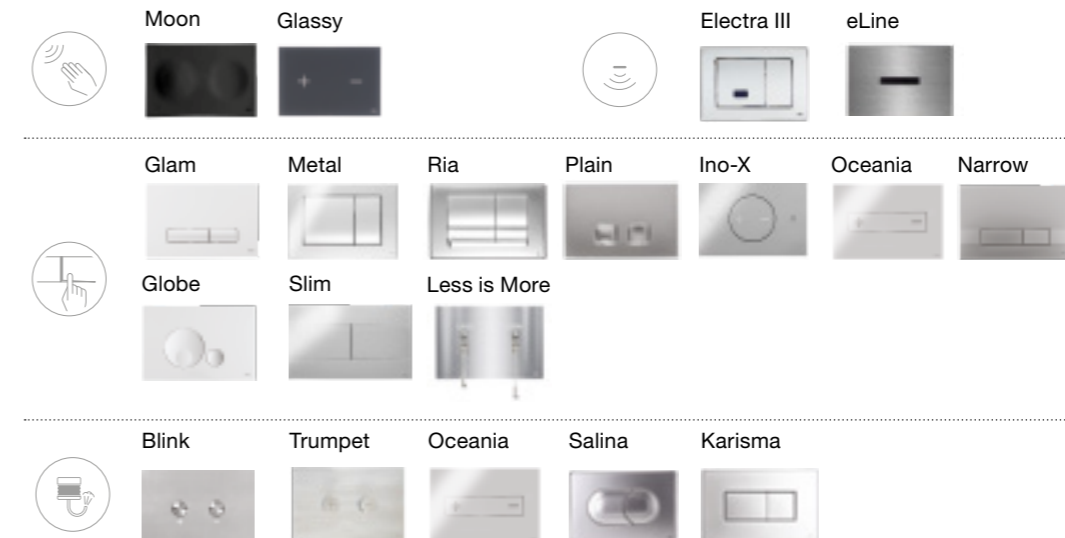 Moon Glassy Electra III eLine
Glam Metal Ria Plain Ino-X Oceania Narrow
Globe Slim Less is More
Blink Trumpet Oceania Salina Karisma